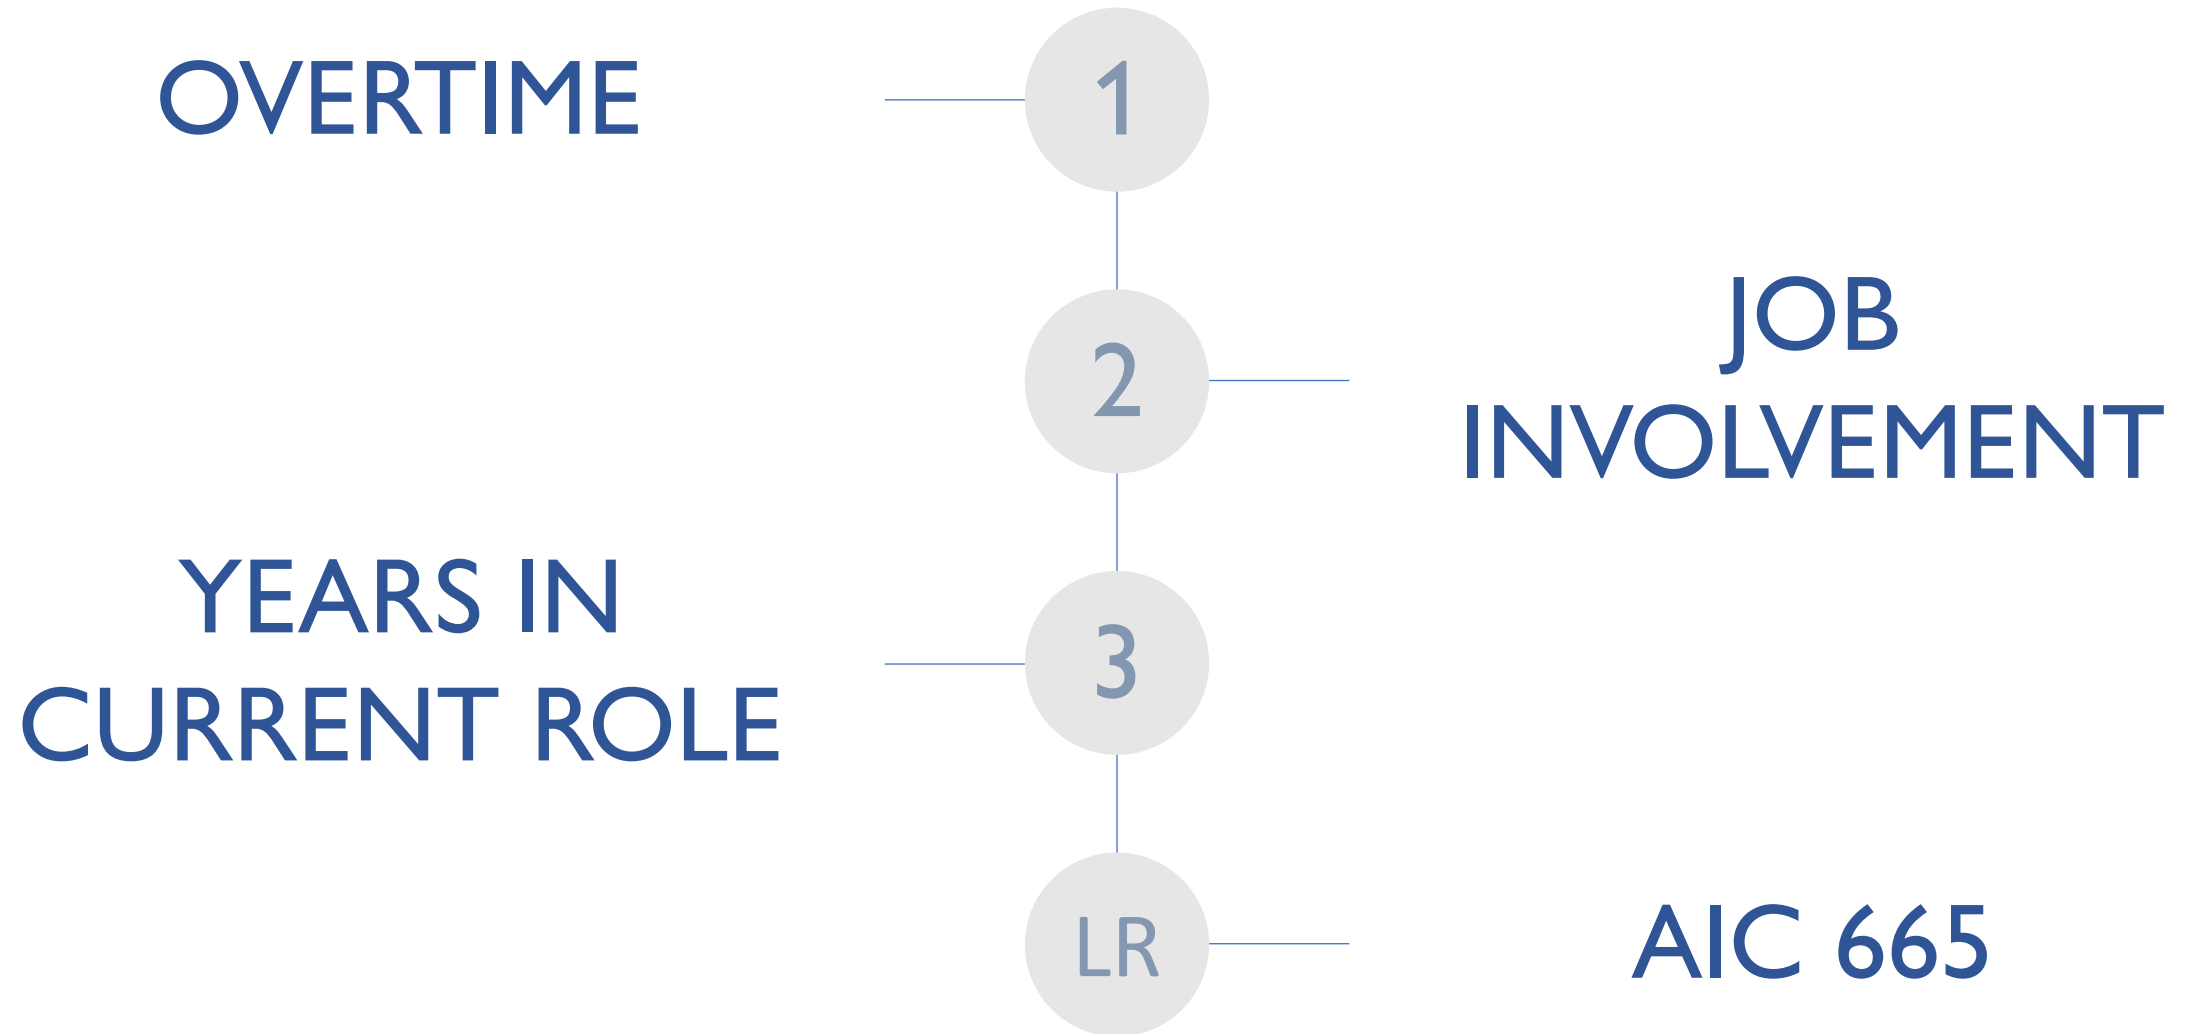 OVERTIME
1
2
JOB
INVOLVEMENT
YEARS IN
CURRENT ROLE
3
LR
AIC 665